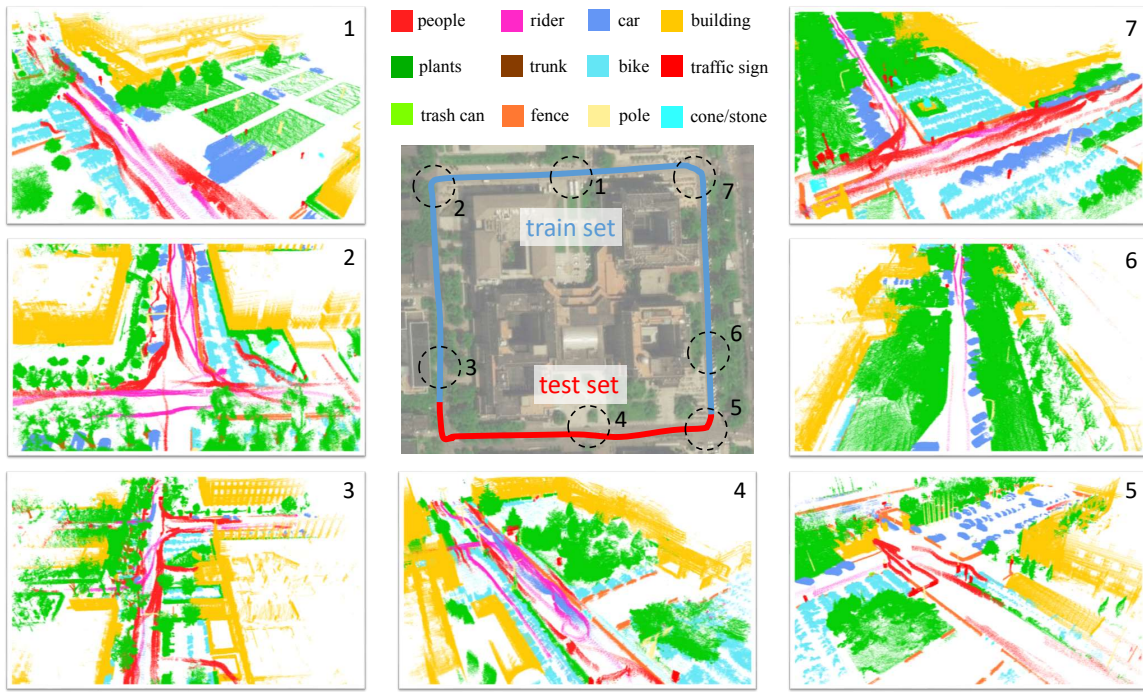 1
people rider car building
plants trunk bike traffic sign
trash can fence pole cone/stone
7
1
2
7
train set
2
6
3
6
test set
4
5
3
4
5